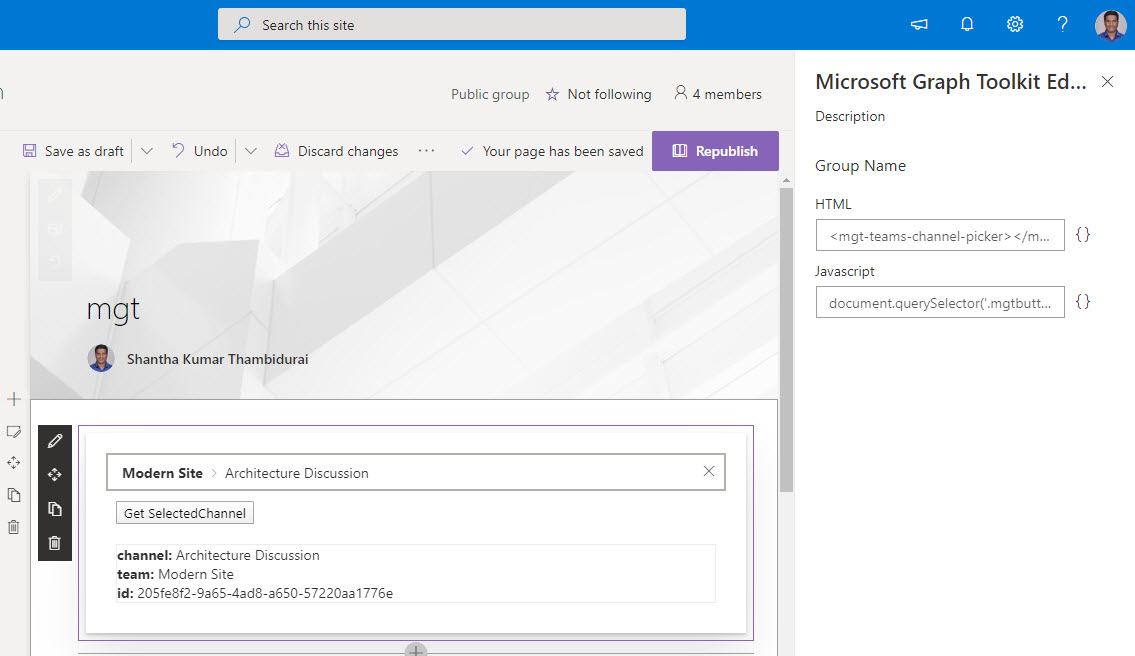 Search this site
Public group Not following 4 members
Save as draft Undo Discard changes ··· Your page has been saved Republish
mgt
Shantha Kumar Thambidurai
Modern Site > Architecture Discussion
Get SelectedChannel
channel: Architecture Discussion
team: Modern Site
id: 205fe8f2-9a65-4ad8-a650-57220aa1776e
Microsoft Graph Toolkit Ed...
Description
Group Name
HTML
<mgt-teams-channel-picker></m... {}
Javascript
document.querySelector('.mgtbutt... {}